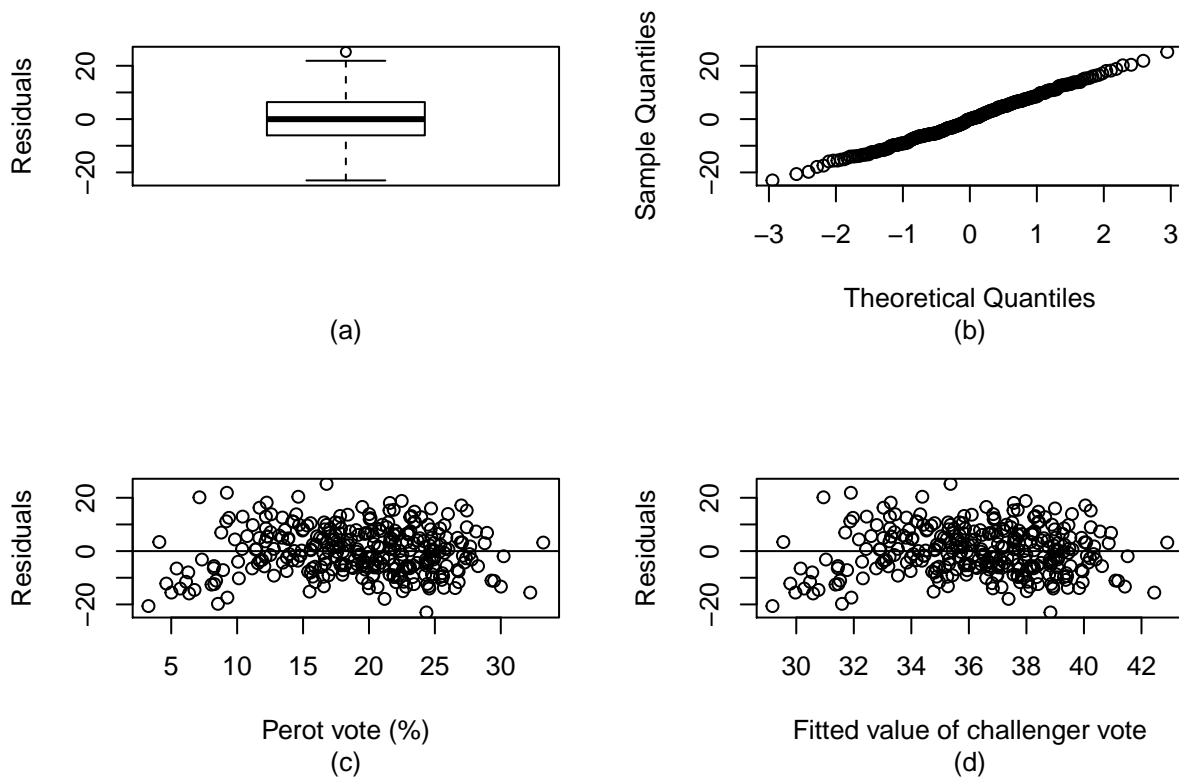 Residuals
20
0
−20
(a)
Sample Quantiles
20
0
−20
−3 −2 −1 0 1 2 3
Theoretical Quantiles
(b)
Residuals
20
0
−20
5 10 15 20 25 30
Perot vote (%)
(c)
Residuals
20
0
−20
30 32 34 36 38 40 42
Fitted value of challenger vote
(d)